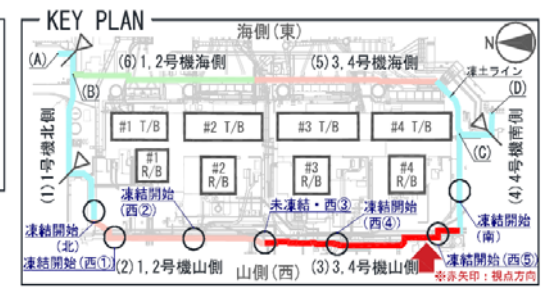 KEY PLAN
海側(東)
N
(A)
(6)1,2号機海側
(5)3,4号機海側
凍土ライン
(B)
(D)
#1 T/B
#2 T/B
#3 T/B
#4 T/B
(1)1号機北側
#1
R/B
#2
R/B
#3
R/B
#4
R/B
(C)
(4)4号機南側
凍結開始
(西②)
未凍結・西③
凍結開始
(西④)
凍結開始
(北)
凍結開始
(南)
凍結開始(西①)
(2)1,2号機山側
山側(西)
(3)3,4号機山側
凍結開始(西⑤)
※赤矢印:視点方向